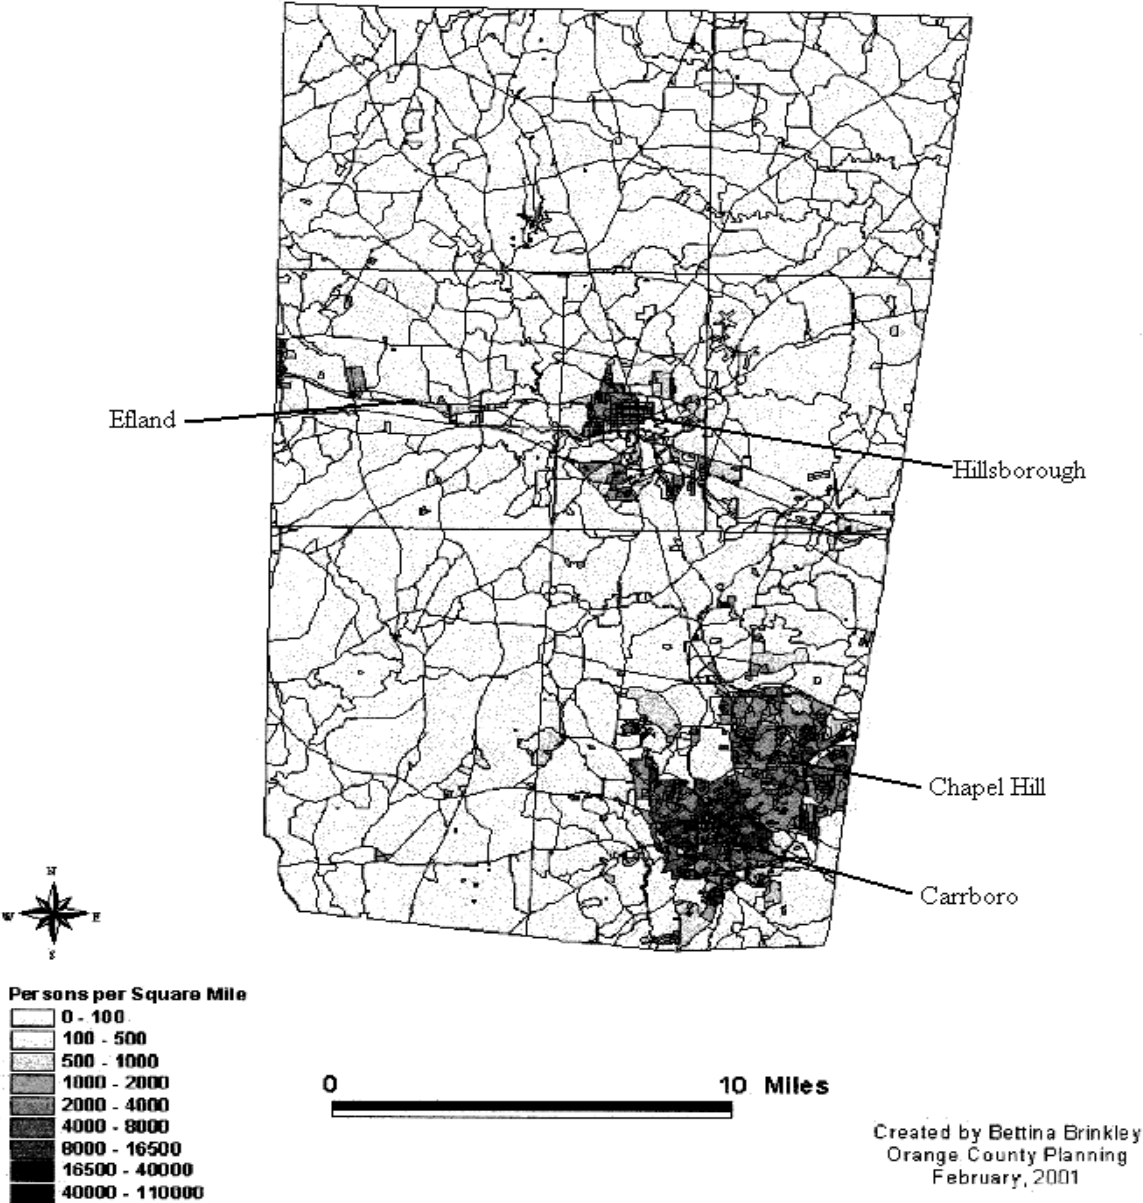 Efland
Hillsborough
Chapel Hill
Carrboro
N
W E
S
Persons per Square Mile
0 - 100
100 - 500
500 - 1000
1000 - 2000
2000 - 4000
4000 - 8000
8000 - 16500
16500 - 40000
40000 - 110000
0 10 Miles
Created by Bettina Brinkley
Orange County Planning
February, 2001